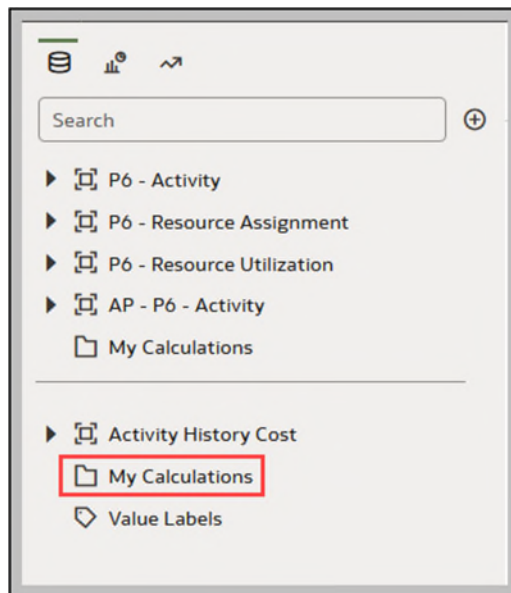 Search
P6 - Activity
P6 - Resource Assignment
P6 - Resource Utilization
AP - P6 - Activity
My Calculations
Activity History Cost
My Calculations
Value Labels